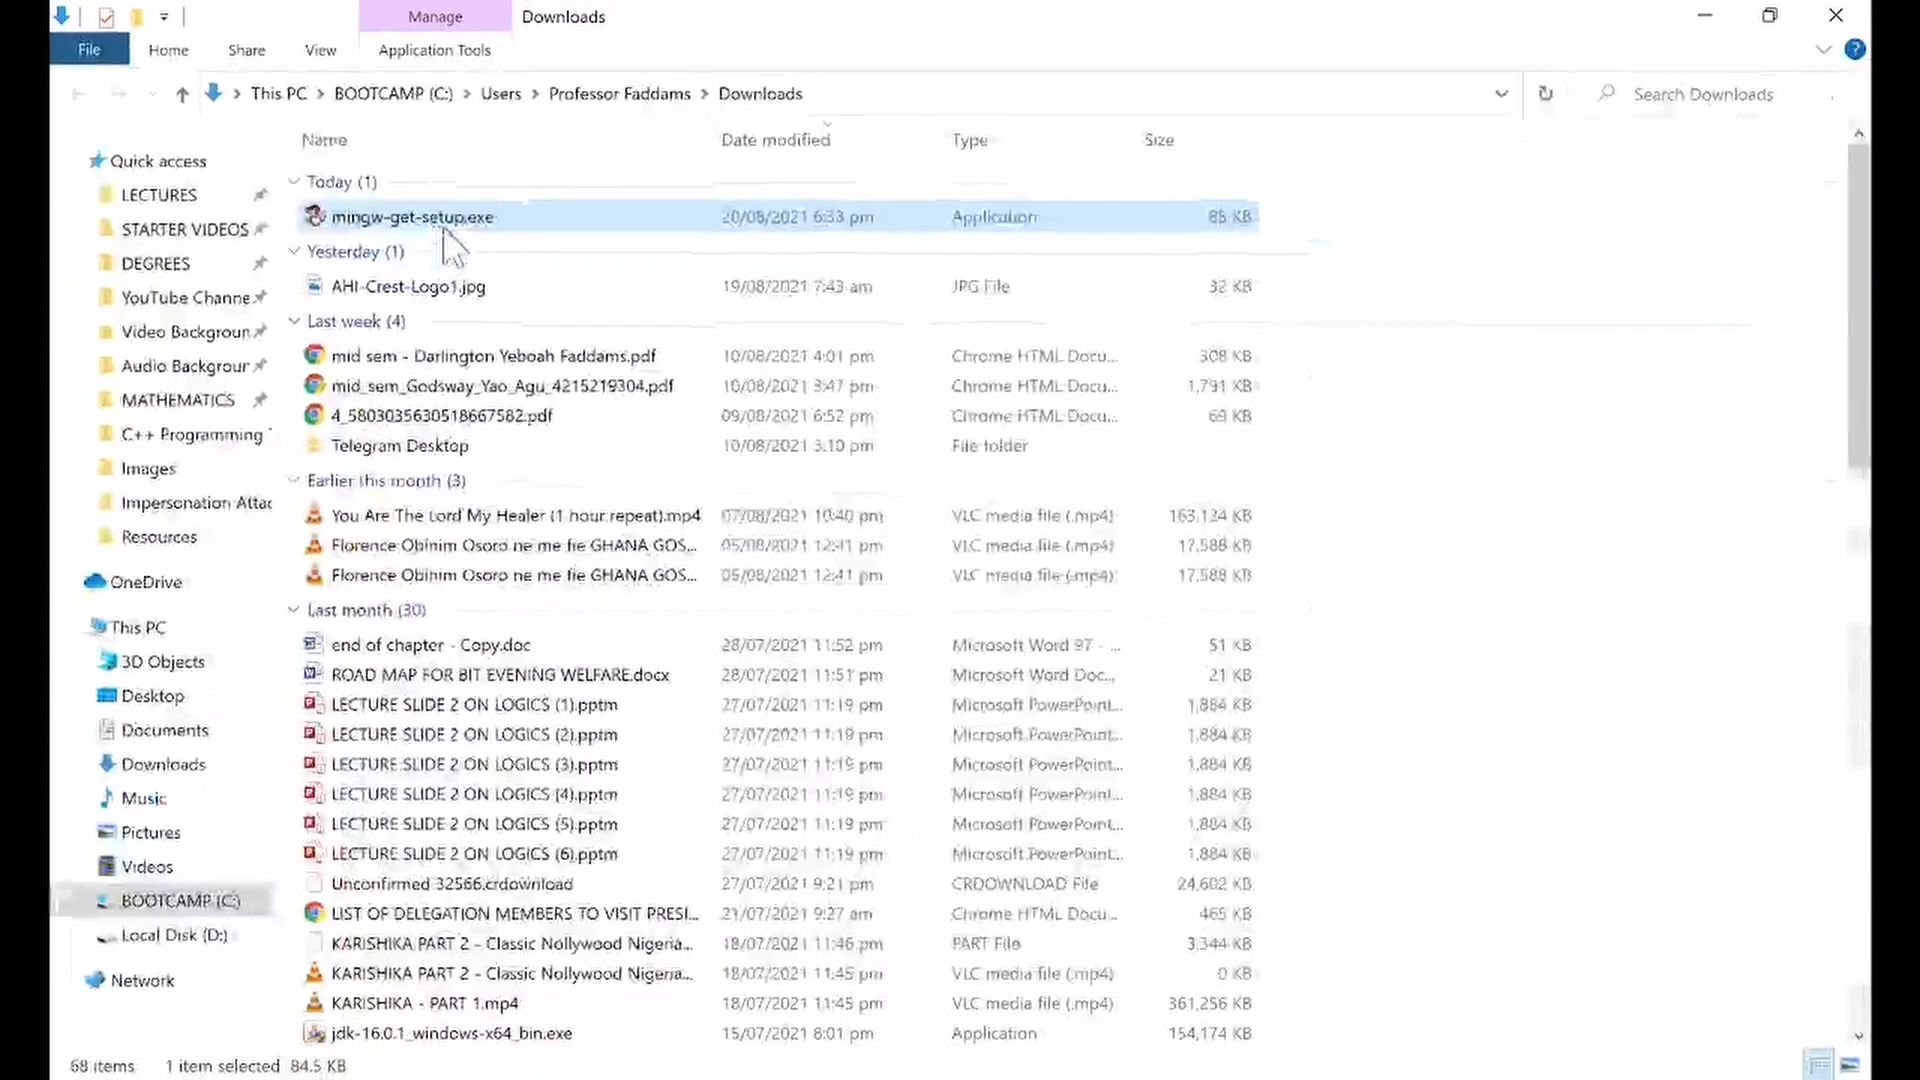 Manage
Downloads
File
Home
Share
View
Application Tools
This PC > BOOTCAMP (C:) > Users > Professor Faddams > Downloads
Search Downloads
Name
Date modified
Type
Size
Quick access
LECTURES
STARTER VIDEOS
DEGREES
YouTube Channe
Video Backgroun
Audio Backgroun
MATHEMATICS
C++ Programming
Images
Impersonation Attac
Resources
OneDrive
This PC
3D Objects
Desktop
Documents
Downloads
Music
Pictures
Videos
BOOTCAMP (C:)
Local Disk (D:)
Network
Today (1)
mingw-get-setup.exe 20/08/2021 6:33 pm Application 85 KB
Yesterday (1)
AHI-Crest-Logo1.jpg 19/08/2021 7:43 am JPG File 32 KB
Last week (4)
mid sem - Darlington Yeboah Faddams.pdf 10/08/2021 4:01 pm Chrome HTML Docu... 308 KB
mid_sem_Godsway_Yao_Agu_4215219304.pdf 10/08/2021 3:47 pm Chrome HTML Docu... 1,791 KB
4_5803035630518667582.pdf 09/08/2021 6:52 pm Chrome HTML Docu... 69 KB
Telegram Desktop 10/08/2021 3:10 pm File folder
Earlier this month (3)
You Are The Lord My Healer (1 hour repeat).mp4 07/08/2021 10:40 pm VLC media file (.mp4) 163,124 KB
Florence Obinim Osoro ne me fie GHANA GOS... 05/08/2021 12:41 pm VLC media file (.mp4) 17,588 KB
Florence Obinim Osoro ne me fie GHANA GOS... 05/08/2021 12:41 pm VLC media file (.mp4) 17,588 KB
Last month (30)
end of chapter - Copy.doc 28/07/2021 11:52 pm Microsoft Word 97 - ... 51 KB
ROAD MAP FOR BIT EVENING WELFARE.docx 28/07/2021 11:51 pm Microsoft Word Doc... 21 KB
LECTURE SLIDE 2 ON LOGICS (1).pptm 27/07/2021 11:19 pm Microsoft PowerPoint... 1,884 KB
LECTURE SLIDE 2 ON LOGICS (2).pptm 27/07/2021 11:19 pm Microsoft PowerPoint... 1,884 KB
LECTURE SLIDE 2 ON LOGICS (3).pptm 27/07/2021 11:19 pm Microsoft PowerPoint... 1,884 KB
LECTURE SLIDE 2 ON LOGICS (4).pptm 27/07/2021 11:19 pm Microsoft PowerPoint... 1,884 KB
LECTURE SLIDE 2 ON LOGICS (5).pptm 27/07/2021 11:19 pm Microsoft PowerPoint... 1,884 KB
LECTURE SLIDE 2 ON LOGICS (6).pptm 27/07/2021 11:19 pm Microsoft PowerPoint... 1,884 KB
Unconfirmed 32566.crdownload 27/07/2021 9:21 pm CRDOWNLOAD File 24,602 KB
LIST OF DELEGATION MEMBERS TO VISIT PRESI... 21/07/2021 9:27 am Chrome HTML Docu... 465 KB
KARISHIKA PART 2 - Classic Nollywood Nigeria... 18/07/2021 11:46 pm PART File 3,344 KB
KARISHIKA PART 2 - Classic Nollywood Nigeria... 18/07/2021 11:45 pm VLC media file (.mp4) 0 KB
KARISHIKA - PART 1.mp4 18/07/2021 11:45 pm VLC media file (.mp4) 361,256 KB
jdk-16.0.1_windows-x64_bin.exe 15/07/2021 8:01 pm Application 154,174 KB
68 items 1 item selected 84.5 KB